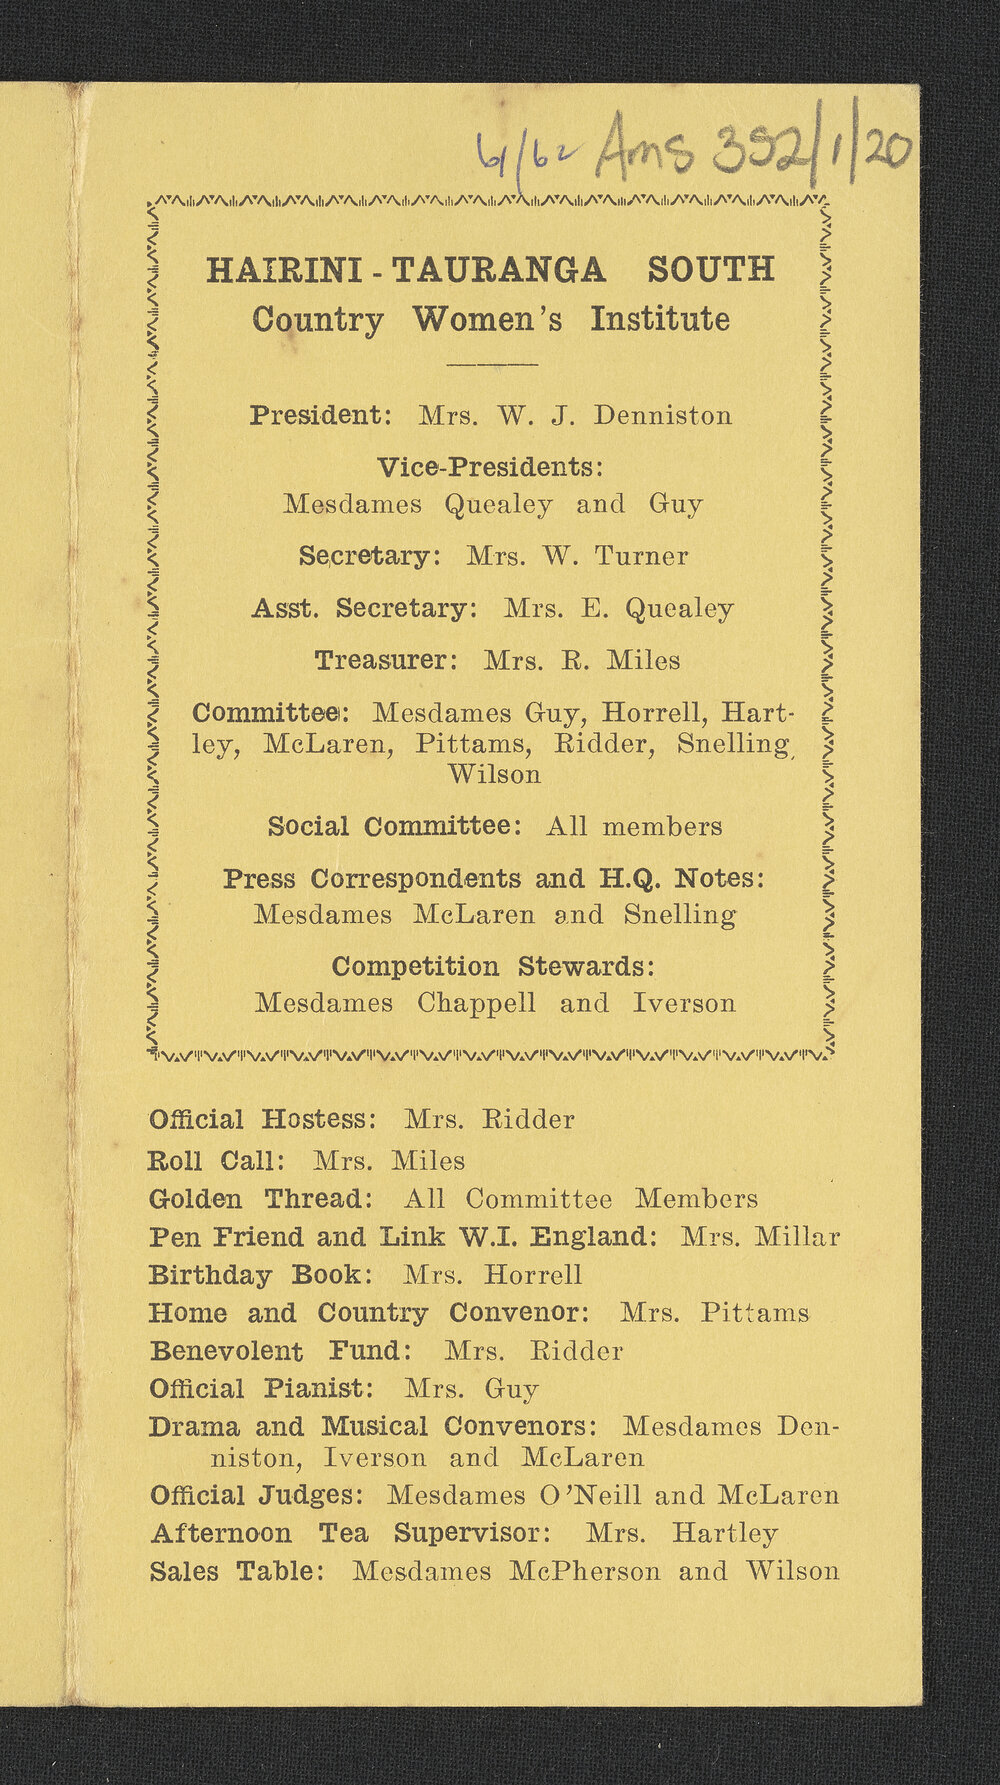 61/62 Ams 392/1/20
HAIRINI - TAURANGA SOUTH
Country Women's Institute
President: Mrs. W. J. Denniston
Vice-Presidents:
Mesdames Quealey and Guy
Secretary: Mrs. W. Turner
Asst. Secretary: Mrs. E. Quealey
Treasurer: Mrs. R. Miles
Committee: Mesdames Guy, Horrell, Hart-
ley, McLaren, Pittams, Ridder, Snelling,
Wilson
Social Committee: All members
Press Correspondents and H.Q. Notes:
Mesdames McLaren and Snelling
Competition Stewards:
Mesdames Chappell and Iverson
Official Hostess: Mrs. Ridder
Roll Call: Mrs. Miles
Golden Thread: All Committee Members
Pen Friend and Link W.I. England: Mrs. Millar
Birthday Book: Mrs. Horrell
Home and Country Convenor: Mrs. Pittams
Benevolent Fund: Mrs. Ridder
Official Pianist: Mrs. Guy
Drama and Musical Convenors: Mesdames Den-
niston, Iverson and McLaren
Official Judges: Mesdames O'Neill and McLaren
Afternoon Tea Supervisor: Mrs. Hartley
Sales Table: Mesdames McPherson and Wilson